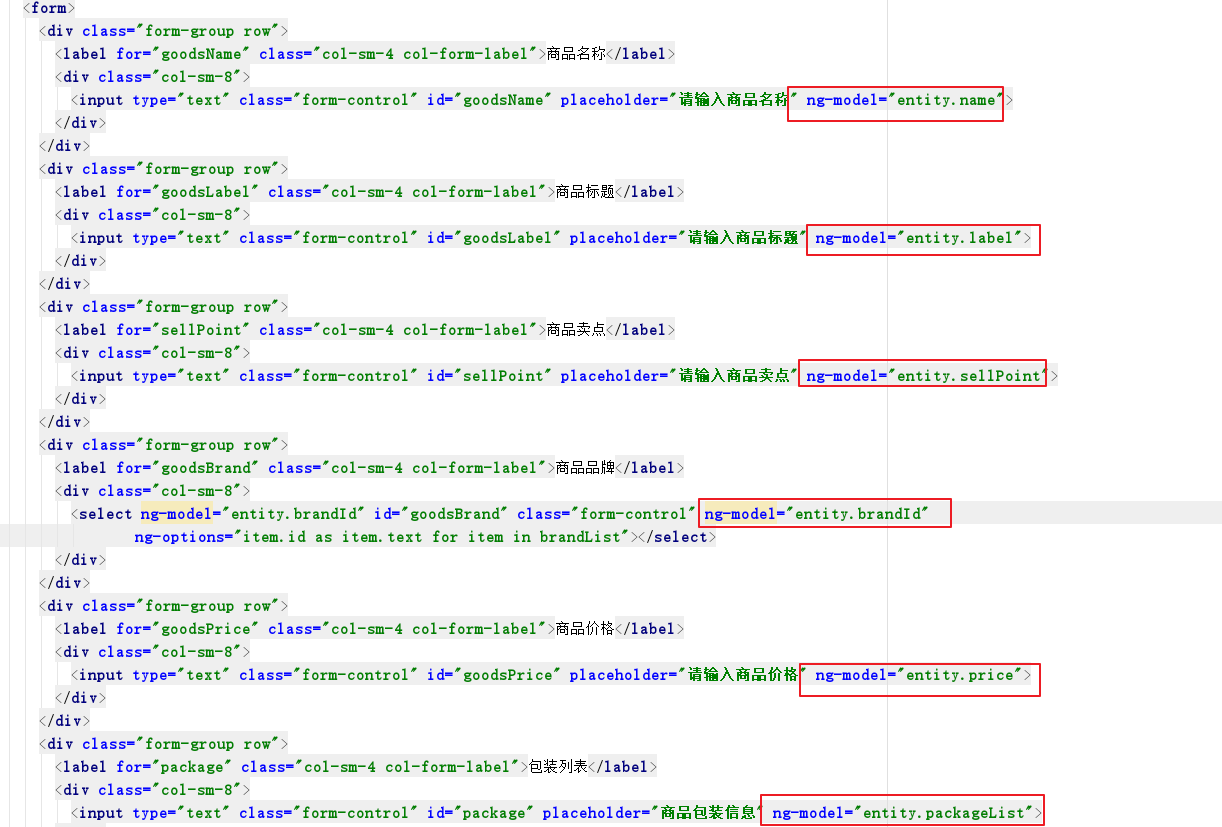 <form>
<div class="form-group row">
<label for="goodsName" class="col-sm-4 col-form-label">商品名称</label>
<div class="col-sm-8">
<input type="text" class="form-control" id="goodsName" placeholder="请输入商品名称" ng-model="entity.name">
</div>
</div>
<div class="form-group row">
<label for="goodsLabel" class="col-sm-4 col-form-label">商品标题</label>
<div class="col-sm-8">
<input type="text" class="form-control" id="goodsLabel" placeholder="请输入商品标题" ng-model="entity.label">
</div>
</div>
<div class="form-group row">
<label for="sellPoint" class="col-sm-4 col-form-label">商品卖点</label>
<div class="col-sm-8">
<input type="text" class="form-control" id="sellPoint" placeholder="请输入商品卖点" ng-model="entity.sellPoint">
</div>
</div>
<div class="form-group row">
<label for="goodsBrand" class="col-sm-4 col-form-label">商品品牌</label>
<div class="col-sm-8">
<select ng-model="entity.brandId" id="goodsBrand" class="form-control" ng-model="entity.brandId"
ng-options="item.id as item.text for item in brandList"></select>
</div>
</div>
<div class="form-group row">
<label for="goodsPrice" class="col-sm-4 col-form-label">商品价格</label>
<div class="col-sm-8">
<input type="text" class="form-control" id="goodsPrice" placeholder="请输入商品价格" ng-model="entity.price">
</div>
</div>
<div class="form-group row">
<label for="package" class="col-sm-4 col-form-label">包装列表</label>
<div class="col-sm-8">
<input type="text" class="form-control" id="package" placeholder="商品包装信息" ng-model="entity.packageList">